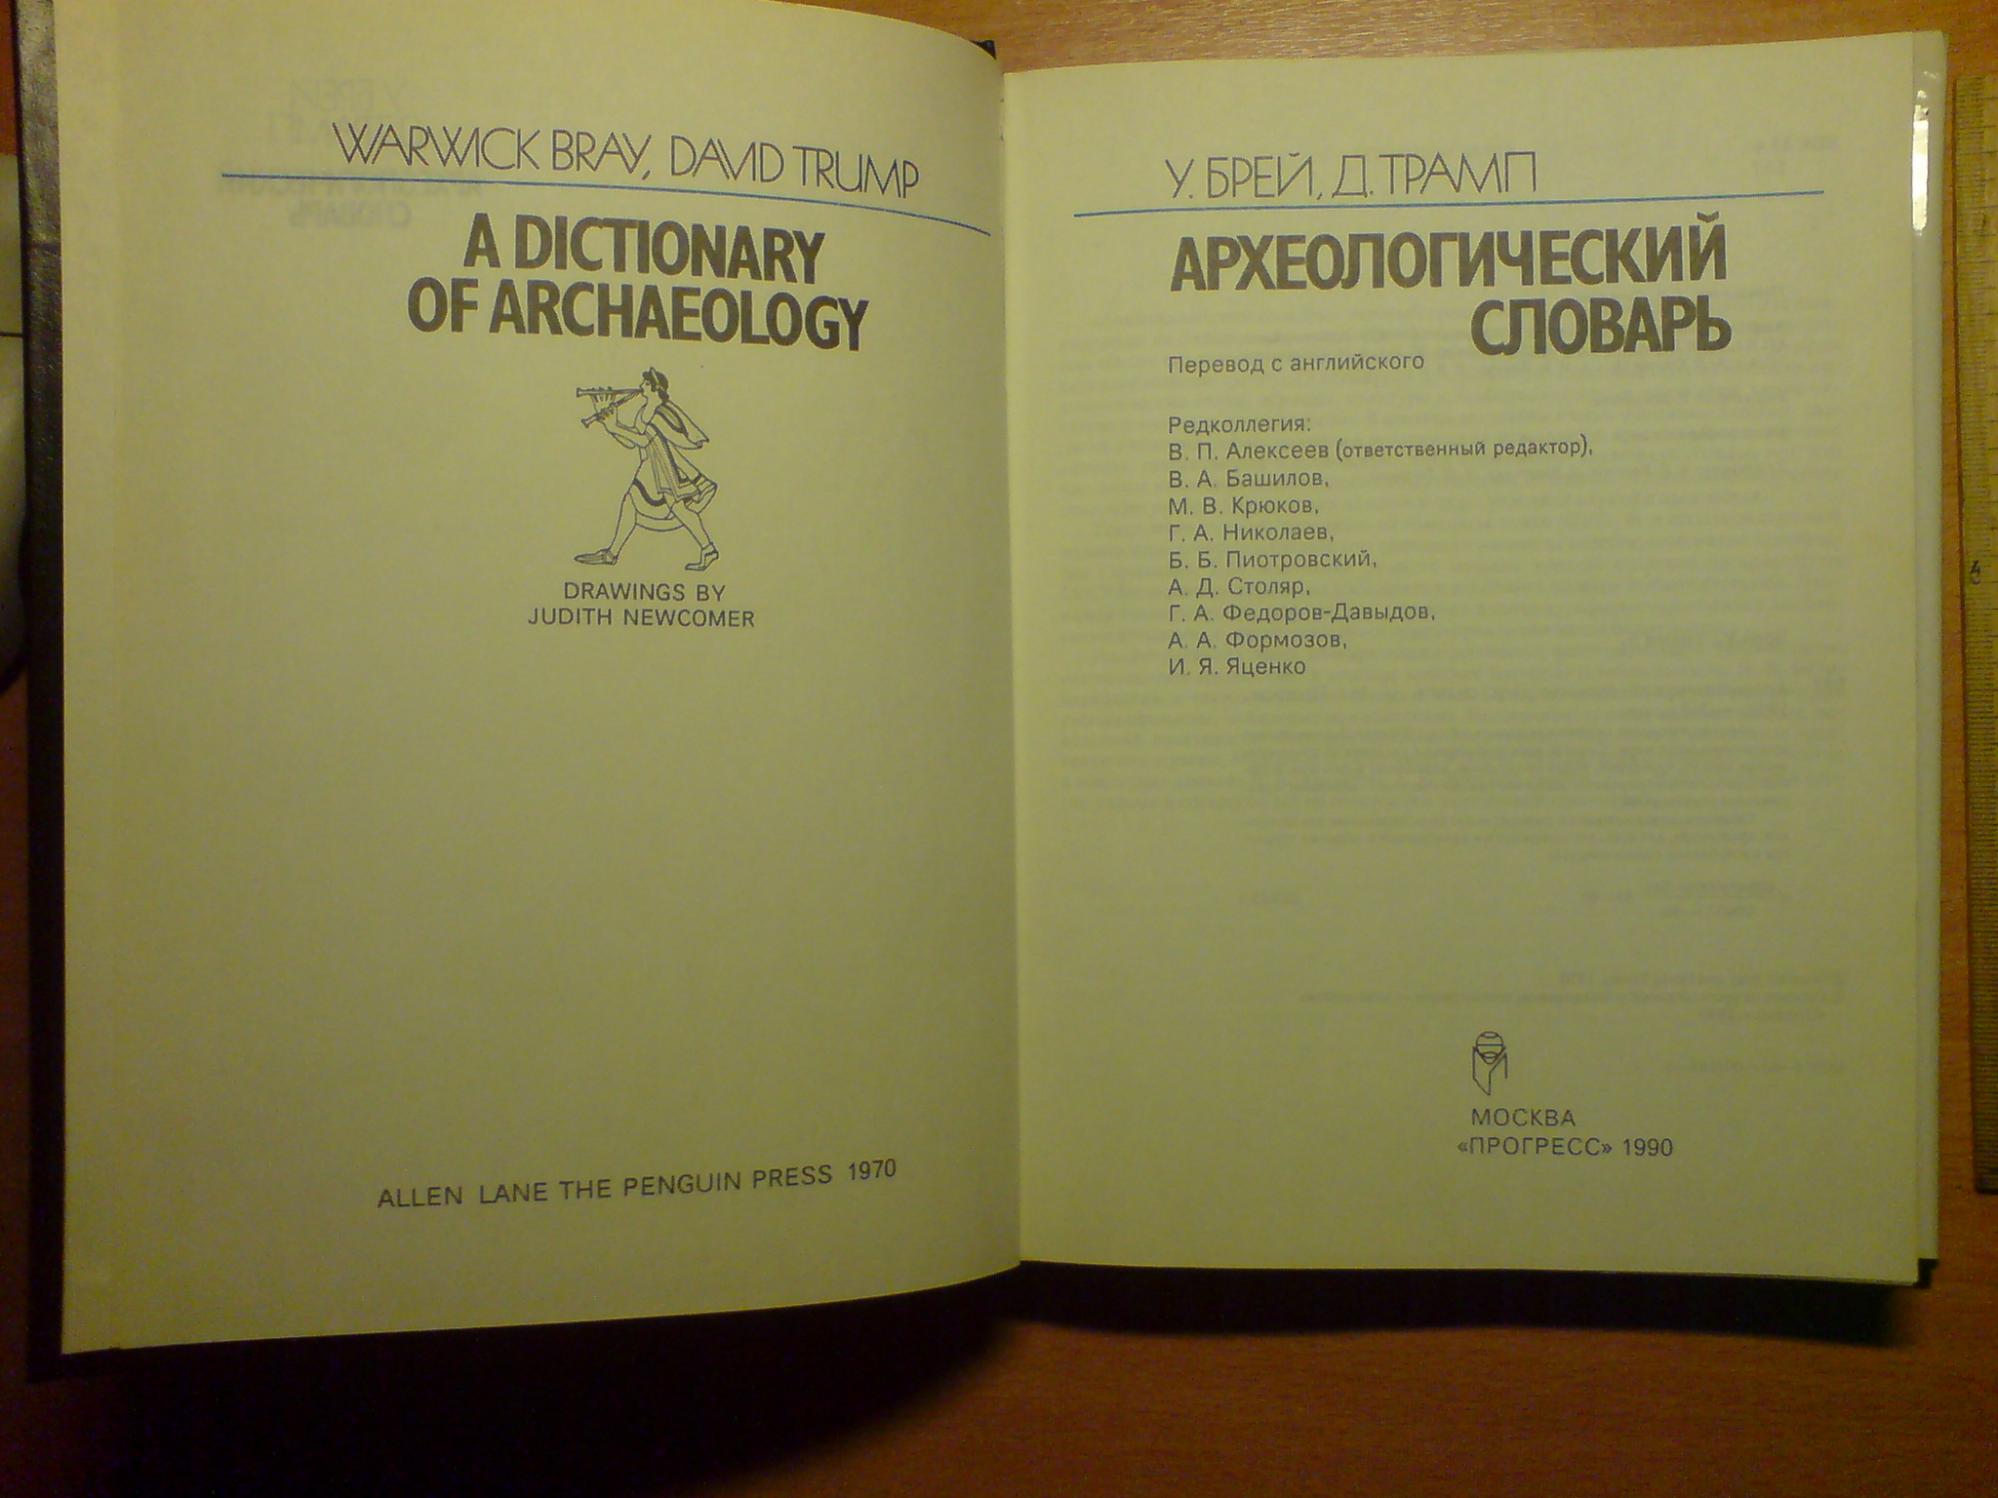 WARWICK BRAY, DAVID TRUMP
A DICTIONARY
OF ARCHAEOLOGY
DRAWINGS BY
JUDITH NEWCOMER
ALLEN LANE THE PENGUIN PRESS 1970
У. БРЕЙ, Д. ТРАМП
АРХЕОЛОГИЧЕСКИЙ
СЛОВАРЬ
Перевод с английского
Редколлегия:
В. П. Алексеев (ответственный редактор),
В. А. Башилов,
М. В. Крюков,
Г. А. Николаев,
Б. Б. Пиотровский,
А. Д. Столяр,
Г. А. Федоров-Давыдов,
А. А. Формозов,
И. Я. Яценко
МОСКВА
«ПРОГРЕСС» 1990